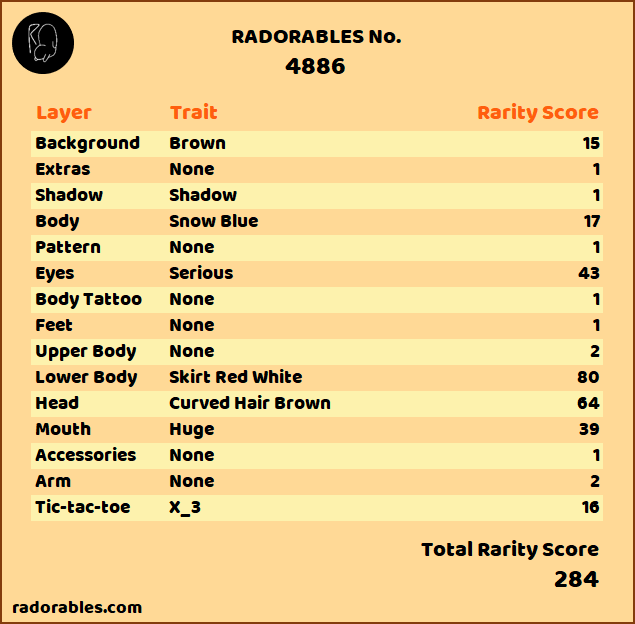 RADORABLES No.
4886
Layer Trait Rarity Score
Background Brown 15
Extras None 1
Shadow Shadow 1
Body Snow Blue 17
Pattern None 1
Eyes Serious 43
Body Tattoo None 1
Feet None 1
Upper Body None 2
Lower Body Skirt Red White 80
Head Curved Hair Brown 64
Mouth Huge 39
Accessories None 1
Arm None 2
Tic-tac-toe X_3 16
Total Rarity Score
284
radorables.com